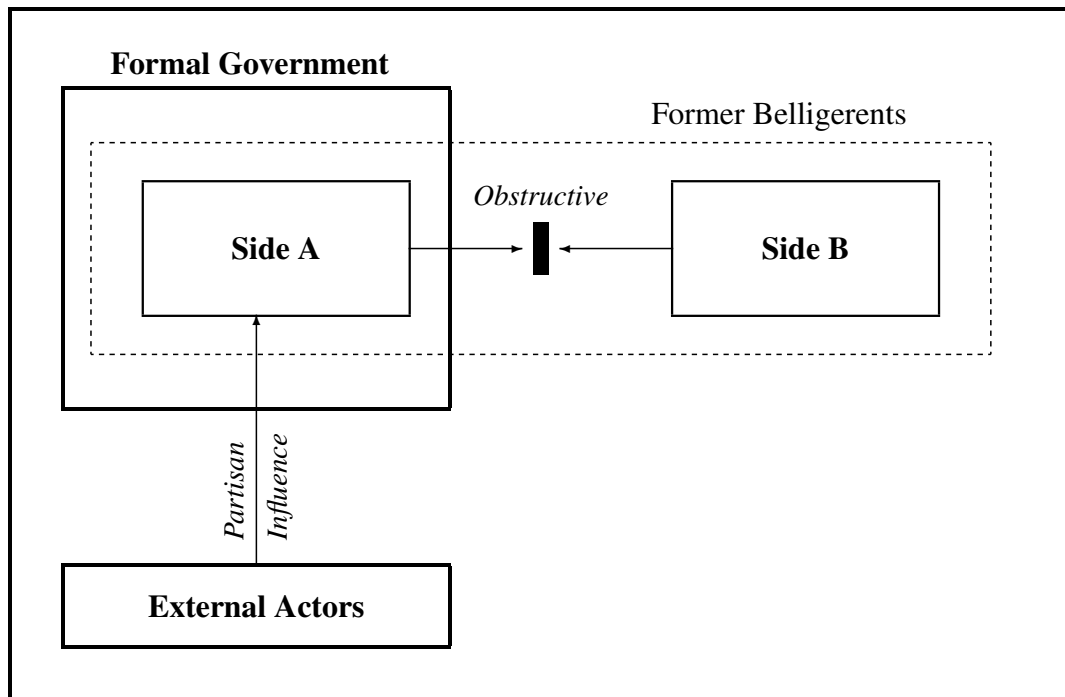 Formal Government
Former Belligerents
Obstructive
Side A
Side B
Partisan
Influence
External Actors